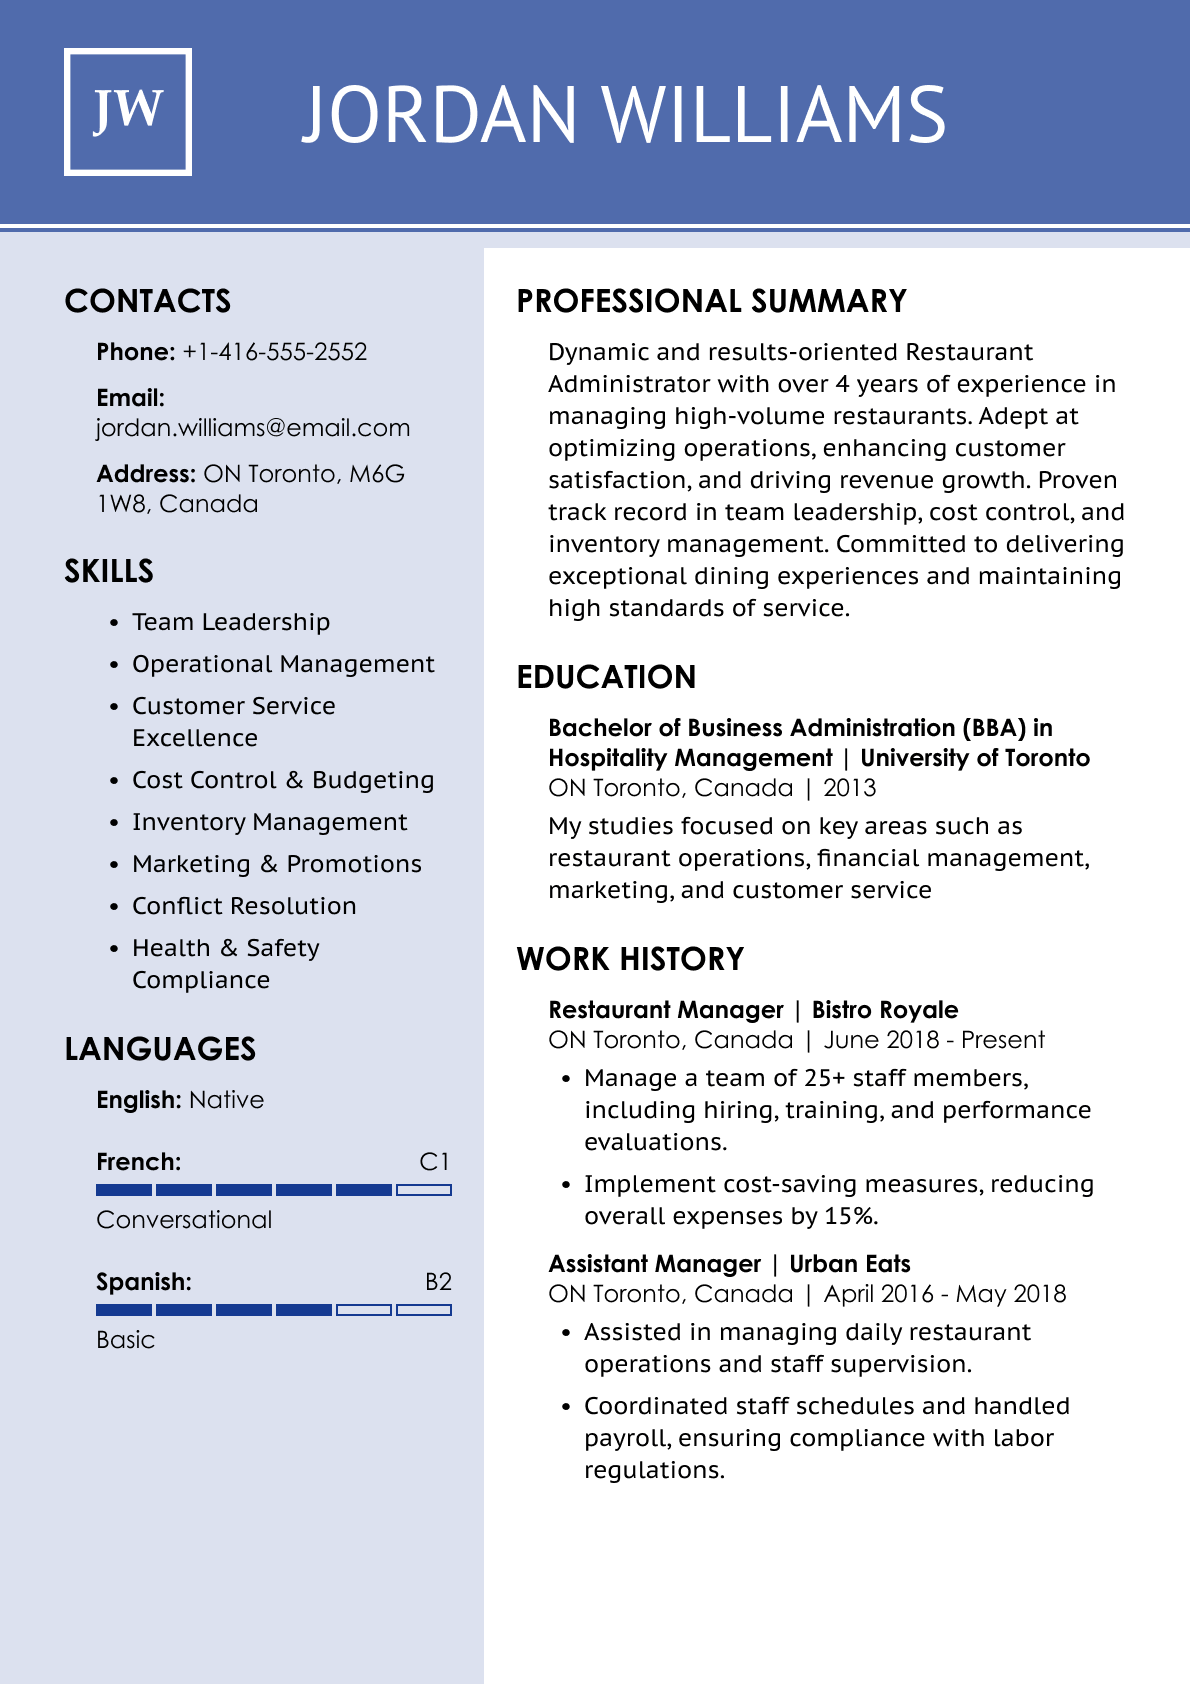 JW
JORDAN WILLIAMS
CONTACTS
Phone: +1-416-555-2552
Email:
jordan.williams@email.com
Address: ON Toronto, M6G
1W8, Canada
SKILLS
• Team Leadership
• Operational Management
• Customer Service
Excellence
• Cost Control & Budgeting
• Inventory Management
• Marketing & Promotions
• Conflict Resolution
• Health & Safety
Compliance
LANGUAGES
English: Native
French: C1
Conversational
Spanish: B2
Basic
PROFESSIONAL SUMMARY
Dynamic and results-oriented Restaurant
Administrator with over 4 years of experience in
managing high-volume restaurants. Adept at
optimizing operations, enhancing customer
satisfaction, and driving revenue growth. Proven
track record in team leadership, cost control, and
inventory management. Committed to delivering
exceptional dining experiences and maintaining
high standards of service.
EDUCATION
Bachelor of Business Administration (BBA) in
Hospitality Management | University of Toronto
ON Toronto, Canada | 2013
My studies focused on key areas such as
restaurant operations, financial management,
marketing, and customer service
WORK HISTORY
Restaurant Manager | Bistro Royale
ON Toronto, Canada | June 2018 - Present
• Manage a team of 25+ staff members,
including hiring, training, and performance
evaluations.
• Implement cost-saving measures, reducing
overall expenses by 15%.
Assistant Manager | Urban Eats
ON Toronto, Canada | April 2016 - May 2018
• Assisted in managing daily restaurant
operations and staff supervision.
• Coordinated staff schedules and handled
payroll, ensuring compliance with labor
regulations.